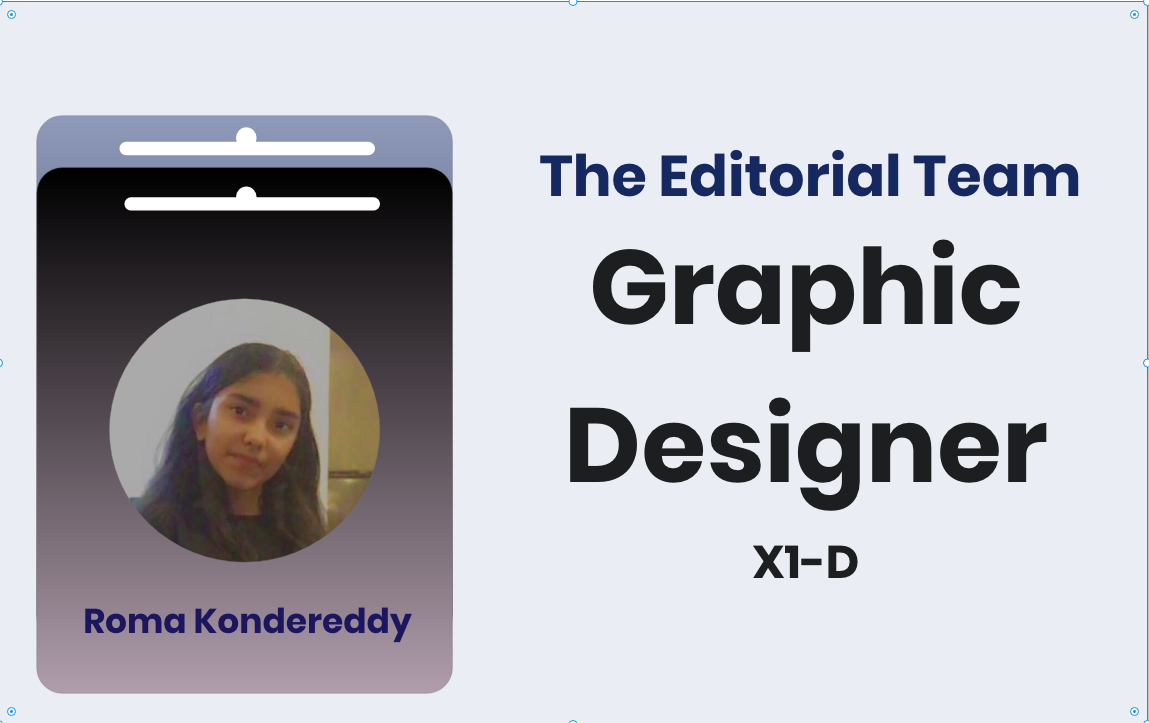 The Editorial Team
Graphic
Designer
X1-D
Roma Kondereddy